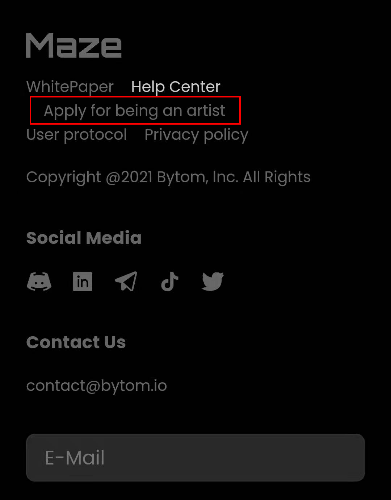 Maze
WhitePaper Help Center
Apply for being an artist
User protocol Privacy policy
Copyright @2021 Bytom, Inc. All Rights
Social Media
Contact Us
contact@bytom.io
E-Mail